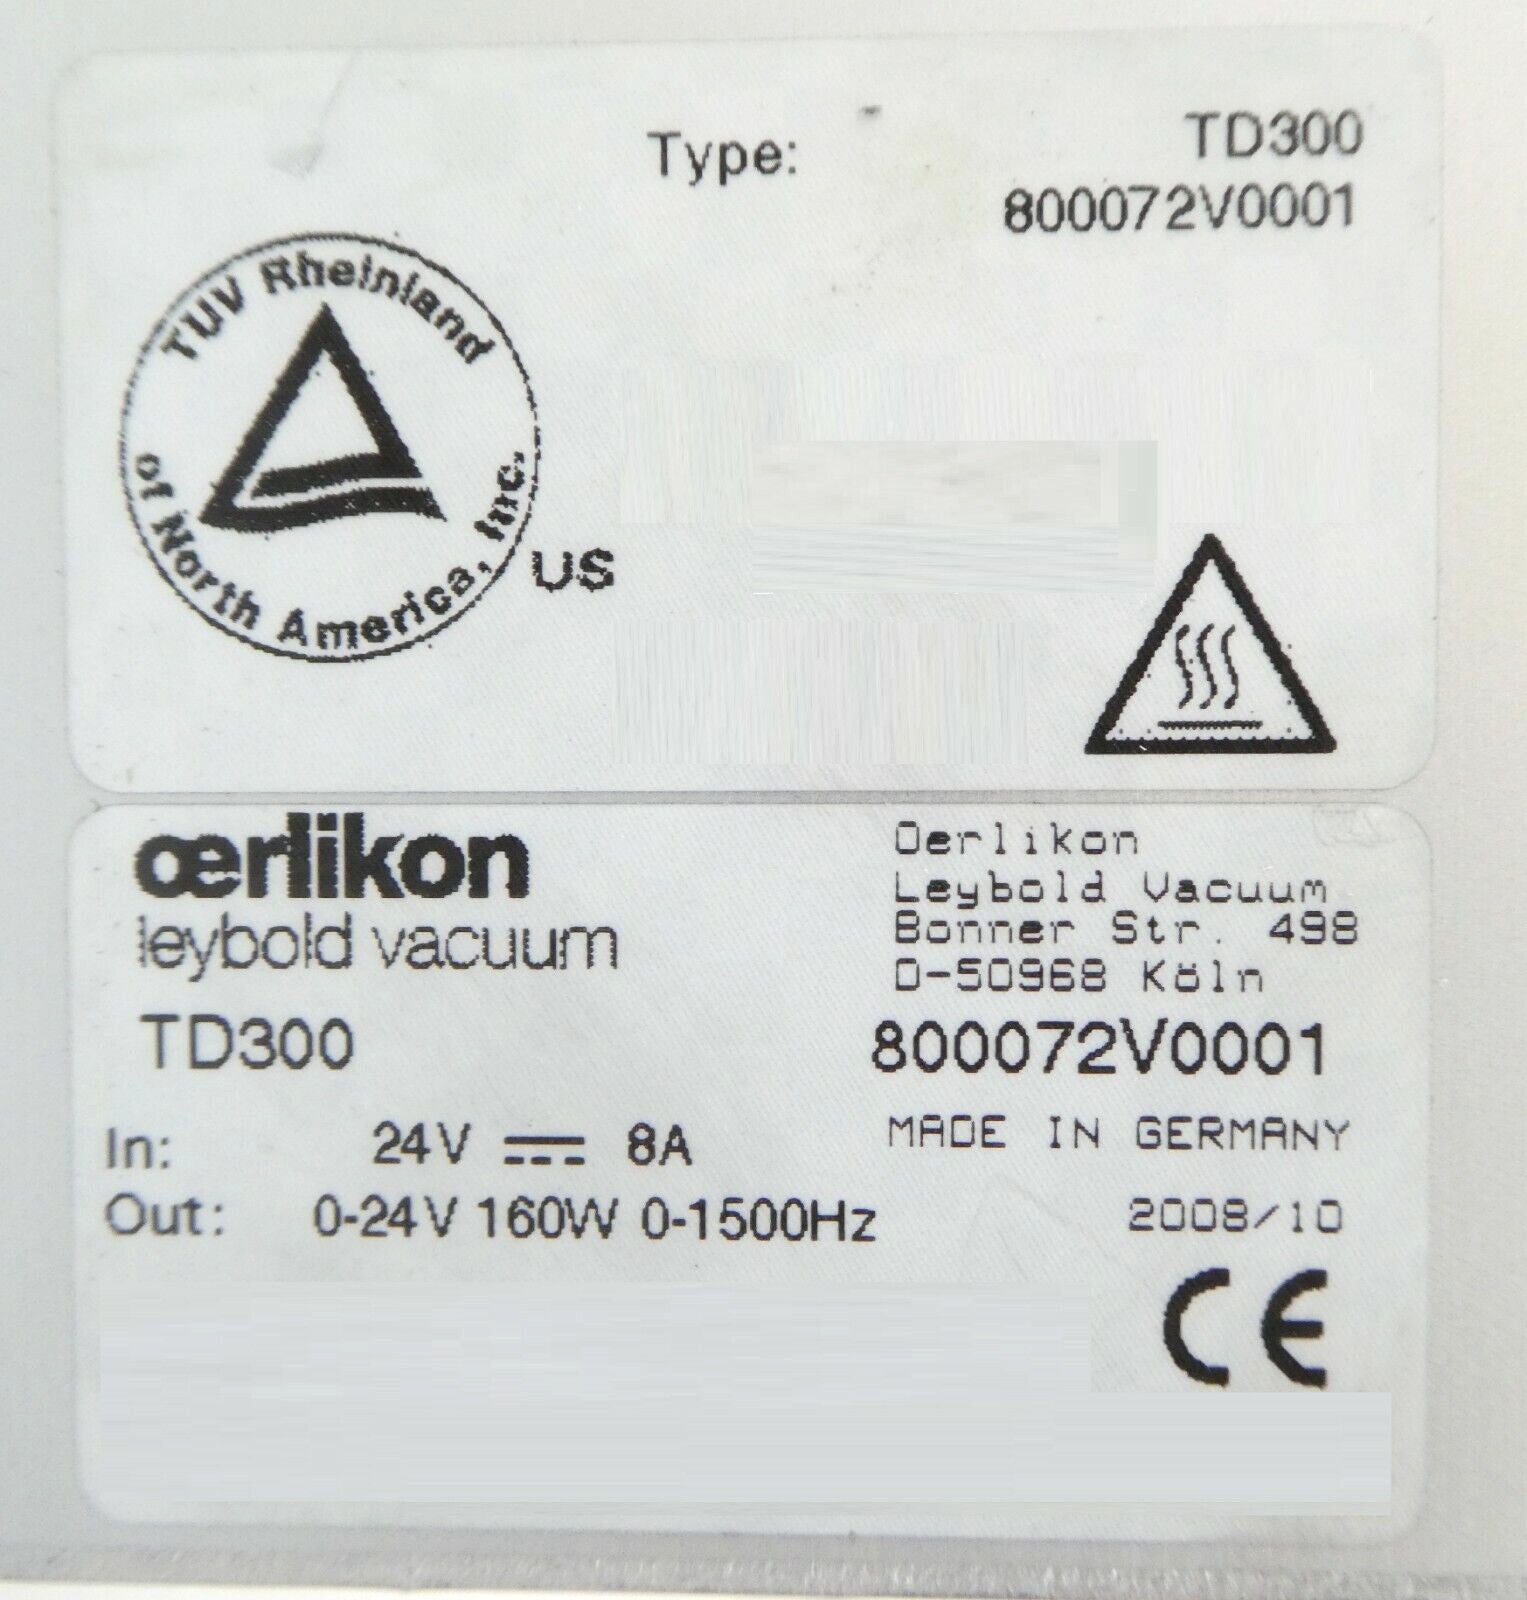 Type: TD300
800072V0001
TUV Rheinland
of North America, Inc.
US
œrlikon
leybold vacuum
Oerlikon
Leybold Vacuum
Bonner Str. 498
D-50968 Köln
TD300 800072V0001
In: 24V 8A MADE IN GERMANY
Out: 0-24V 160W 0-1500Hz 2008/10
CE